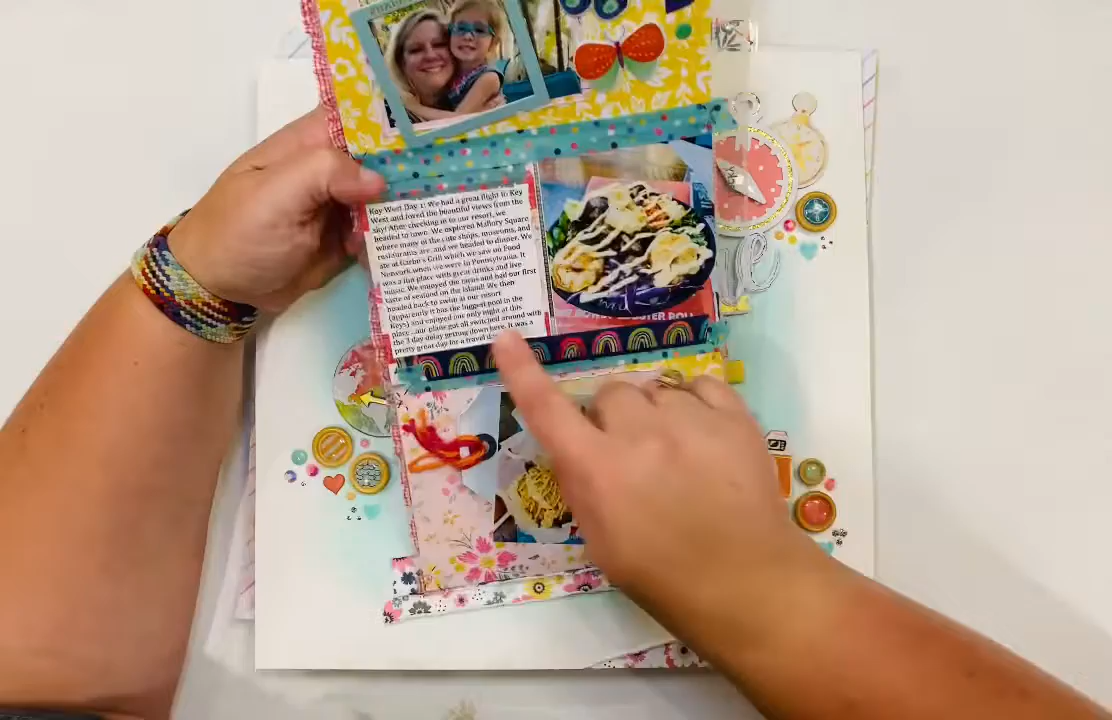 Key West Day 1: We had a great flight to Key
West and loved the beautiful views from the
sky! After checking in to our resort, we
headed to town. We explored Mallory Square
where many of the cute ships, museums, and
restaurants are, and we headed to dinner. We
ate at Garbo's Grill which we saw on Food
Network when we were in Pennsylvania. It
was a fun place with great drinks and live
music. We enjoyed the tacos and had our first
taste of seafood on the island! We then
headed back to swim at our resort
(apparently it has the biggest pool in the
Keys) and enjoyed our only night at this
place...our plans got all switched around with
the 3 day delay getting down here. It was a
pretty great day for a travel
LOBSTER ROLL